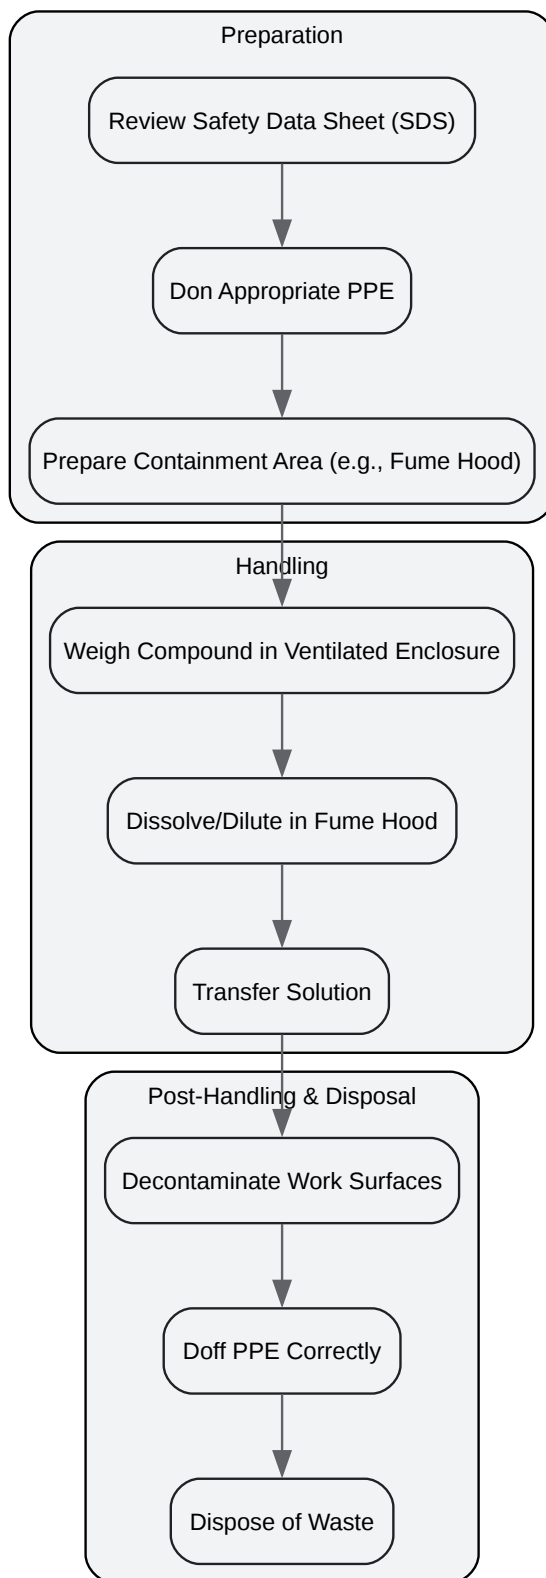 Preparation
Review Safety Data Sheet (SDS)
Don Appropriate PPE
Prepare Containment Area (e.g., Fume Hood)
Handling
Weigh Compound in Ventilated Enclosure
Dissolve/Dilute in Fume Hood
Transfer Solution
Post-Handling & Disposal
Decontaminate Work Surfaces
Doff PPE Correctly
Dispose of Waste